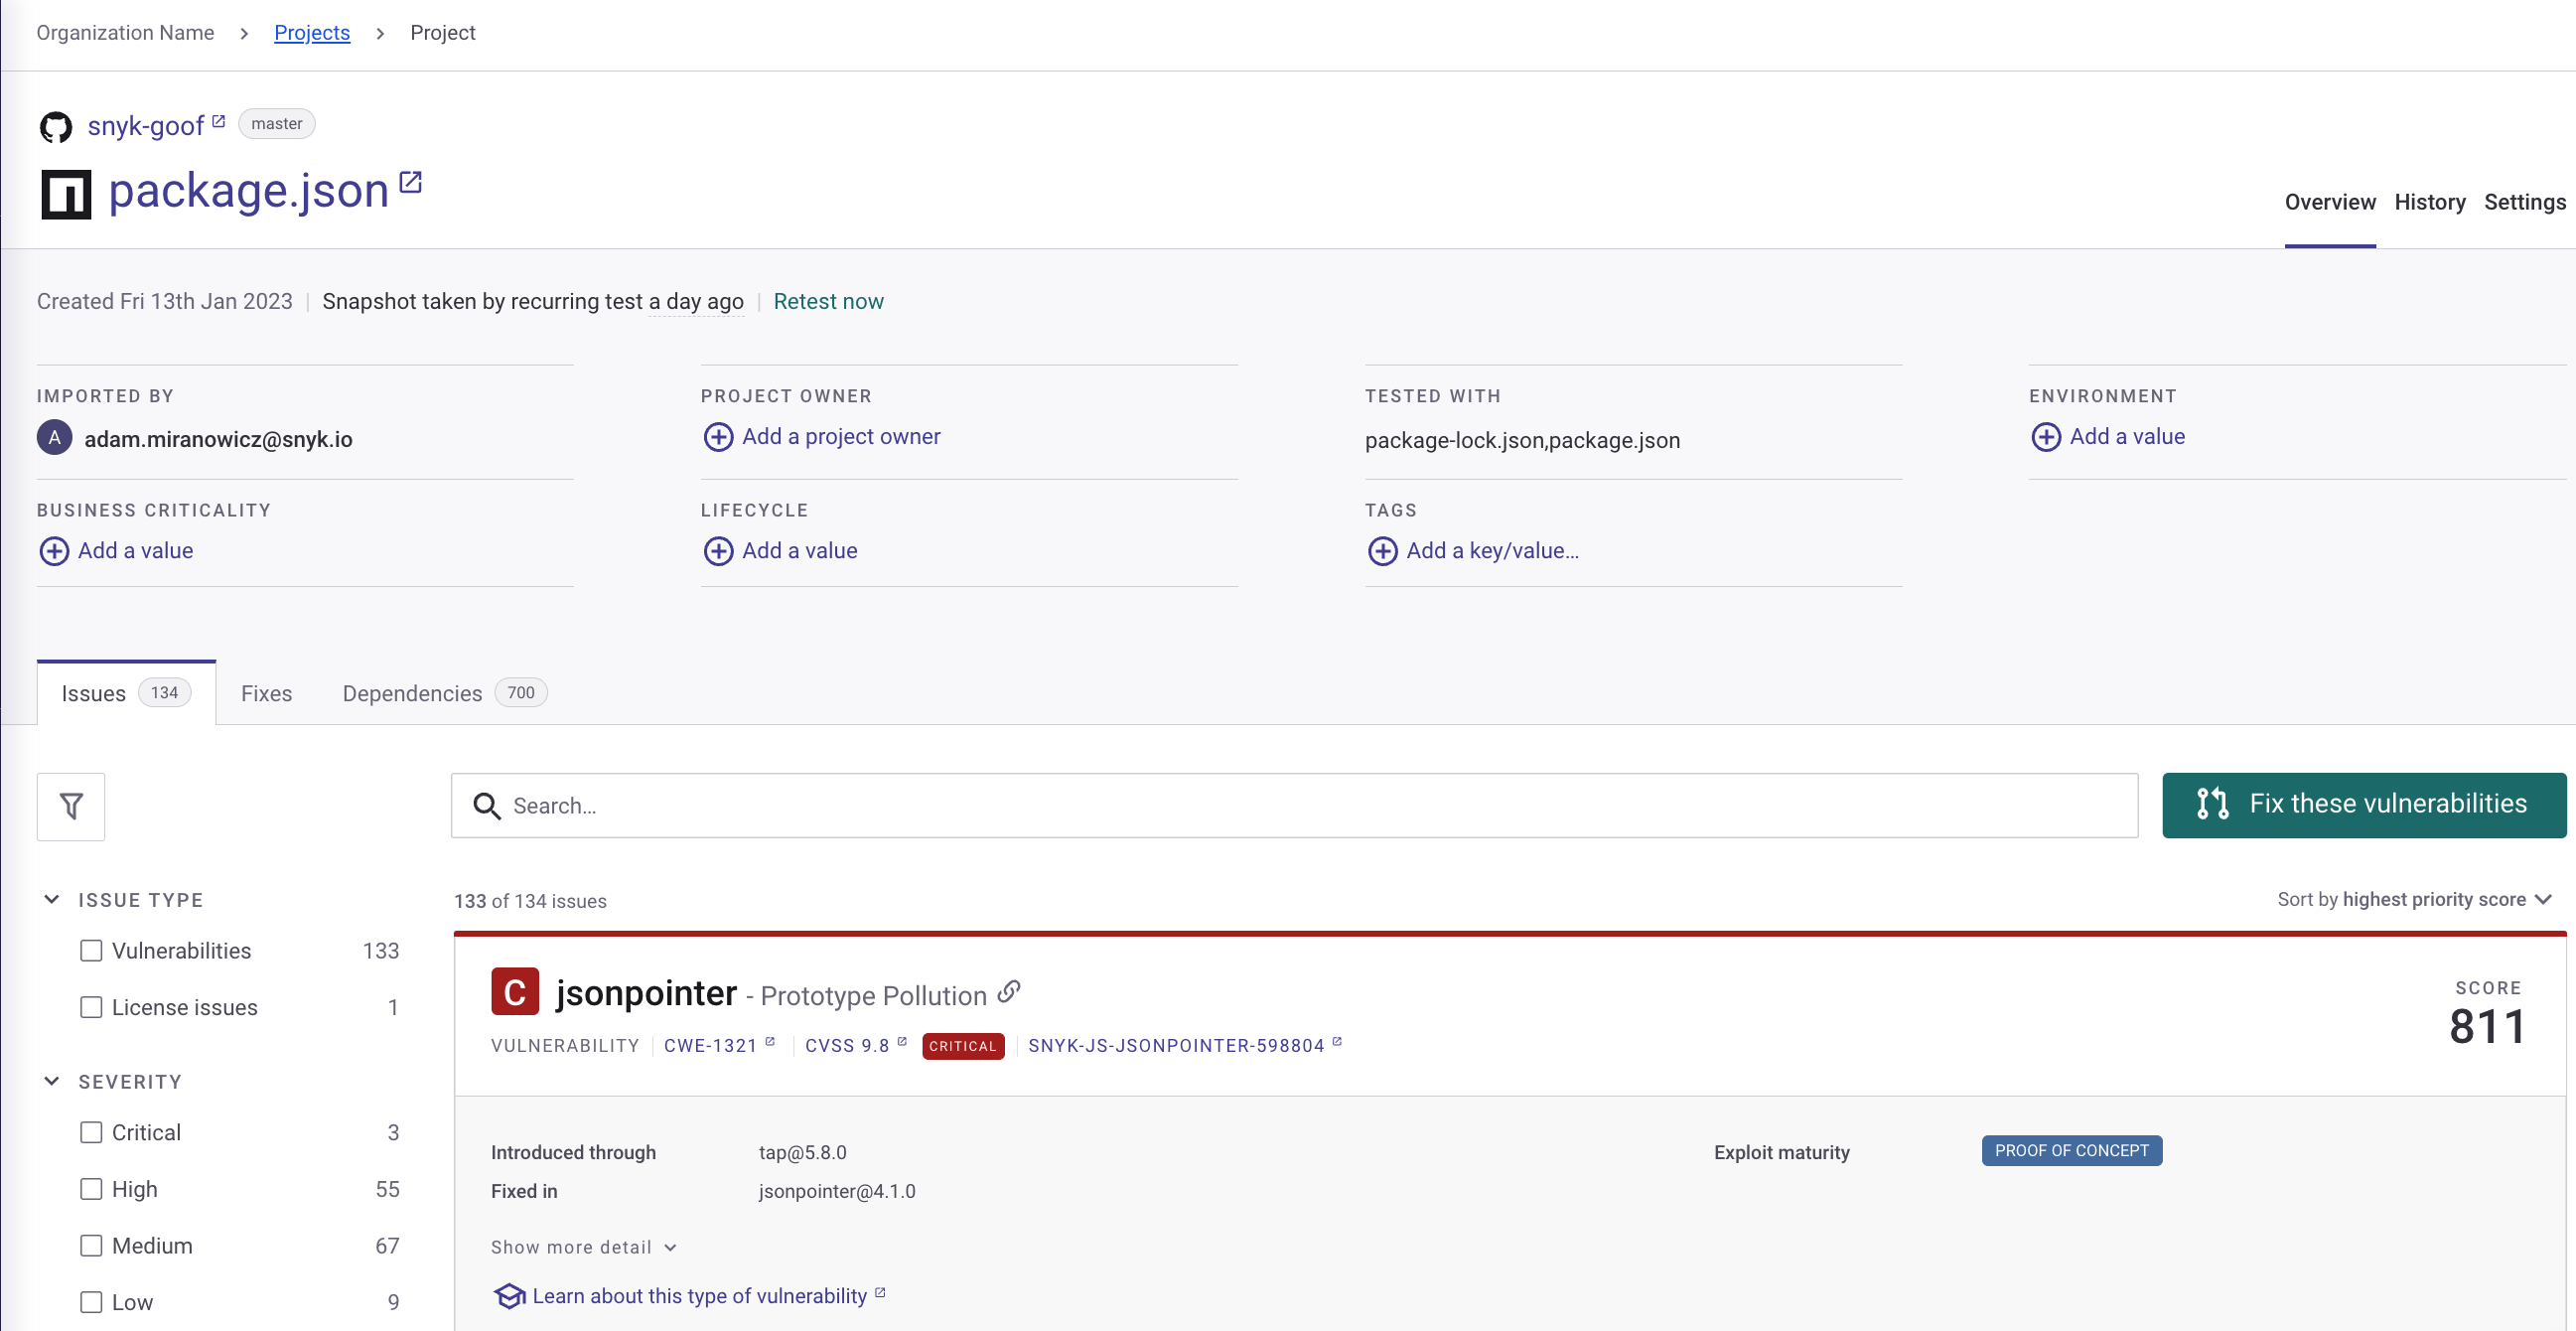 Organization Name > Projects > Project
snyk-goof master
package.json
Overview History Settings
Created Fri 13th Jan 2023 | Snapshot taken by recurring test a day ago | Retest now
IMPORTED BY
A adam.miranowicz@snyk.io
PROJECT OWNER
Add a project owner
TESTED WITH
package-lock.json,package.json
ENVIRONMENT
Add a value
BUSINESS CRITICALITY
Add a value
LIFECYCLE
Add a value
TAGS
Add a key/value...
Issues 134 Fixes Dependencies 700
Search...
Fix these vulnerabilities
ISSUE TYPE
Vulnerabilities 133
License issues 1
SEVERITY
Critical 3
High 55
Medium 67
Low 9
133 of 134 issues
Sort by highest priority score
C jsonpointer - Prototype Pollution
VULNERABILITY | CWE-1321 | CVSS 9.8 CRITICAL | SNYK-JS-JSONPOINTER-598804
SCORE
811
Introduced through tap@5.8.0
Fixed in jsonpointer@4.1.0
Exploit maturity PROOF OF CONCEPT
Show more detail
Learn about this type of vulnerability